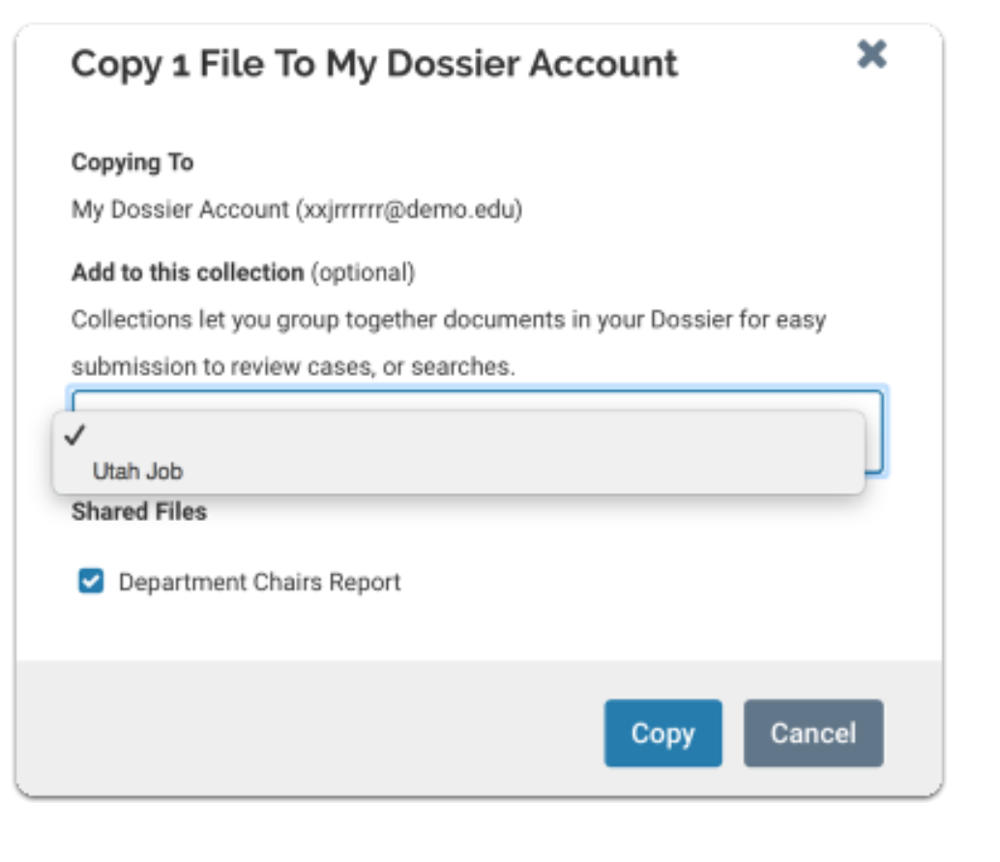 Copy 1 File To My Dossier Account
Copying To
My Dossier Account (xxjrrrrrr@demo.edu)
Add to this collection (optional)
Collections let you group together documents in your Dossier for easy
submission to review cases, or searches.
Utah Job
Shared Files
Department Chairs Report
Copy Cancel